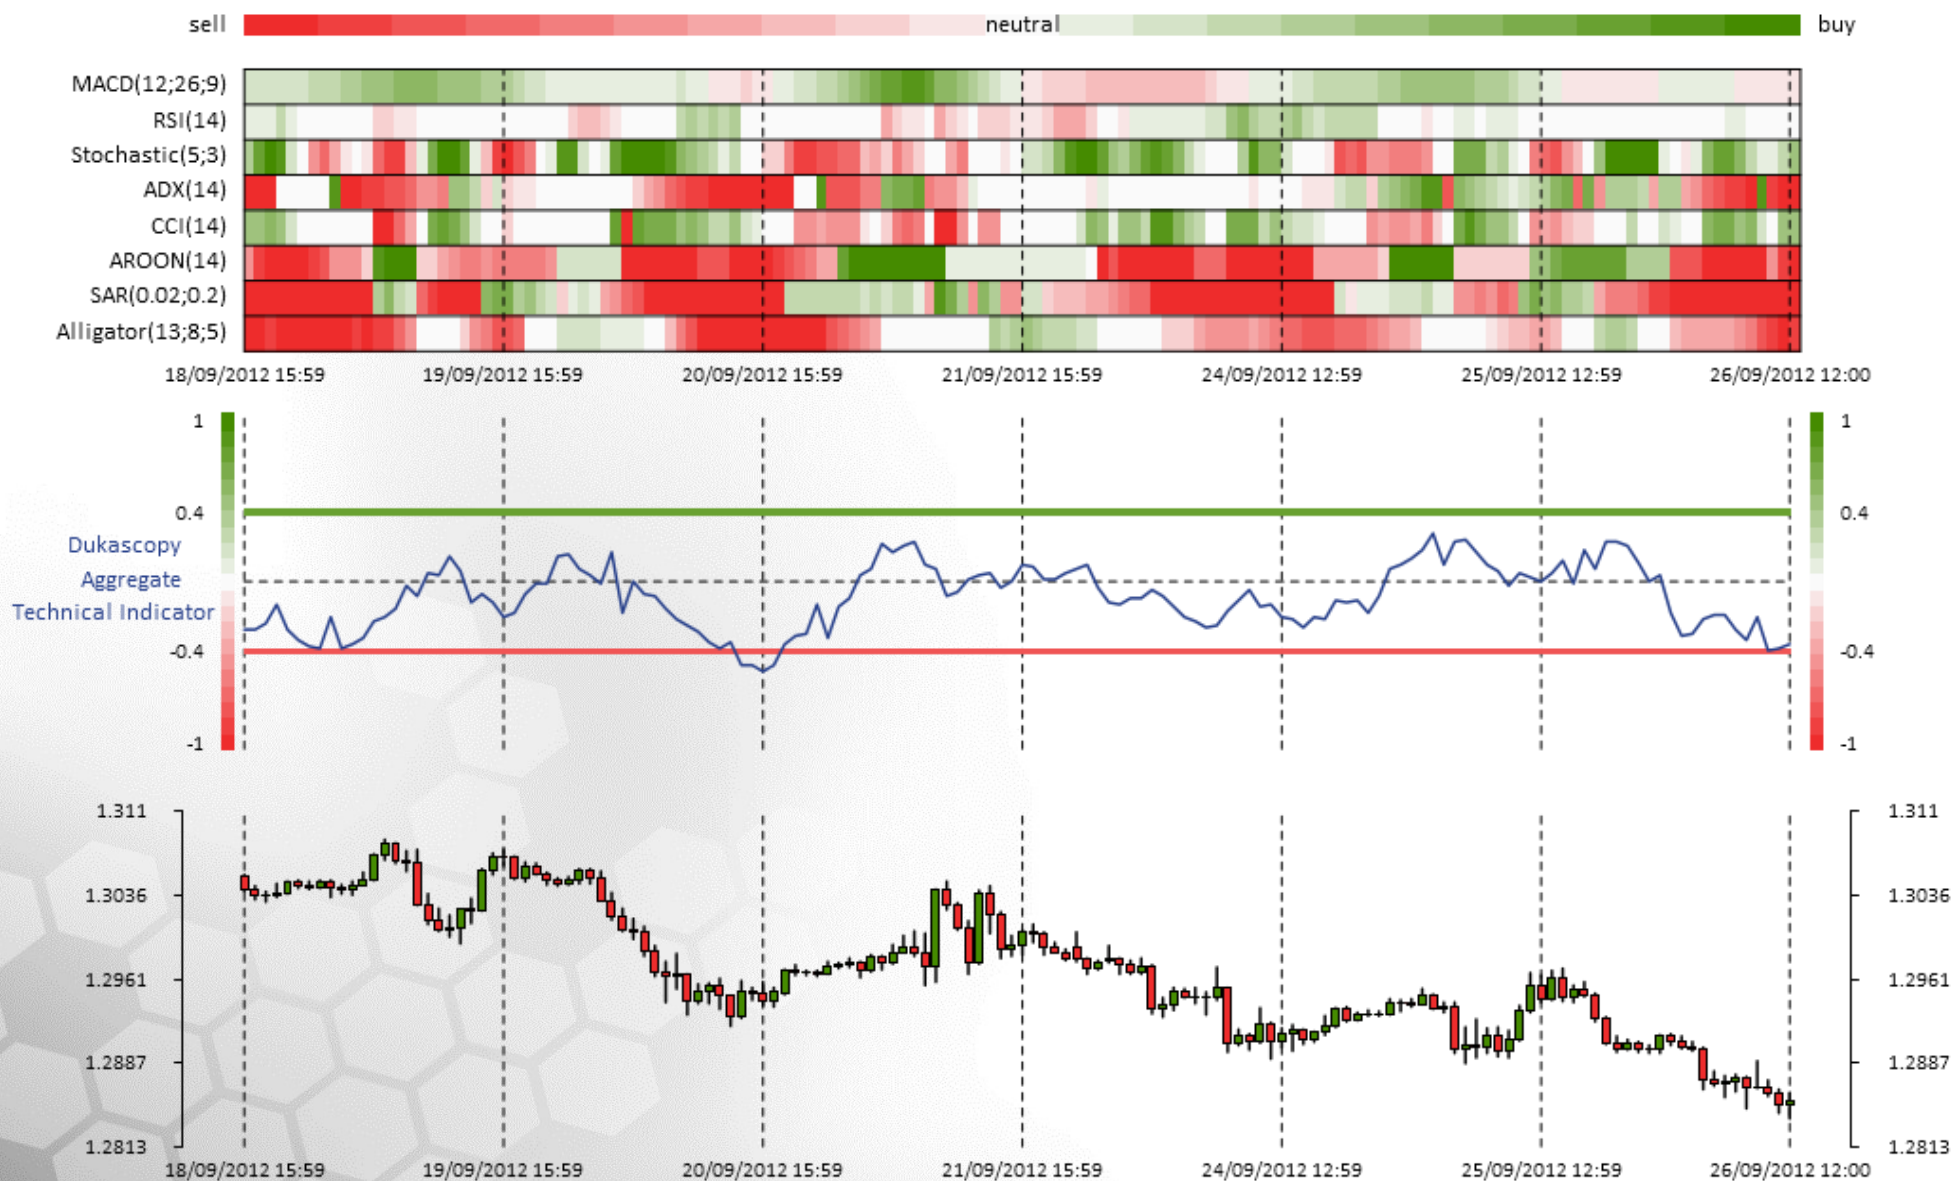 sell neutral buy
MACD(12;26;9)
RSI(14)
Stochastic(5;3)
ADX(14)
CCI(14)
AROON(14)
SAR(0.02;0.2)
Alligator(13;8;5)
18/09/2012 15:59 19/09/2012 15:59 20/09/2012 15:59 21/09/2012 15:59 24/09/2012 12:59 25/09/2012 12:59 26/09/2012 12:00
1 1
0.4 0.4
Dukascopy
Aggregate
Technical Indicator
-0.4 -0.4
-1 -1
1.311 1.311
1.3036 1.3036
1.2961 1.2961
1.2887 1.2887
1.2813 1.2813
18/09/2012 15:59 19/09/2012 15:59 20/09/2012 15:59 21/09/2012 15:59 24/09/2012 12:59 25/09/2012 12:59 26/09/2012 12:00